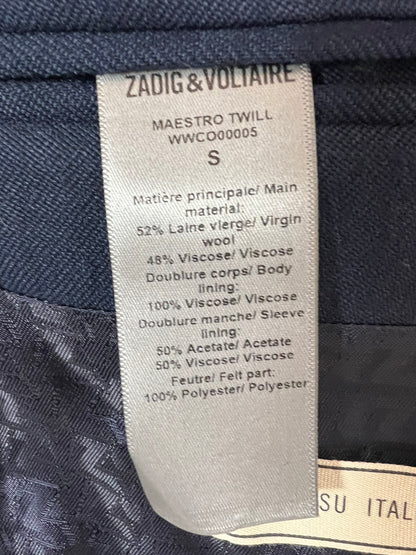 ZADIG&VOLTAIRE
MAESTRO TWILL
WWCO00005
S
Matière principale/ Main
material:
52% Laine vierge/ Virgin
wool
48% Viscose/ Viscose
Doublure corps/ Body
lining:
100% Viscose/ Viscose
Doublure manche/ Sleeve
lining:
50% Acetate/ Acetate
50% Viscose/ Viscose
Feutre/ Felt part:
100% Polyester/ Polyester
SU ITAL